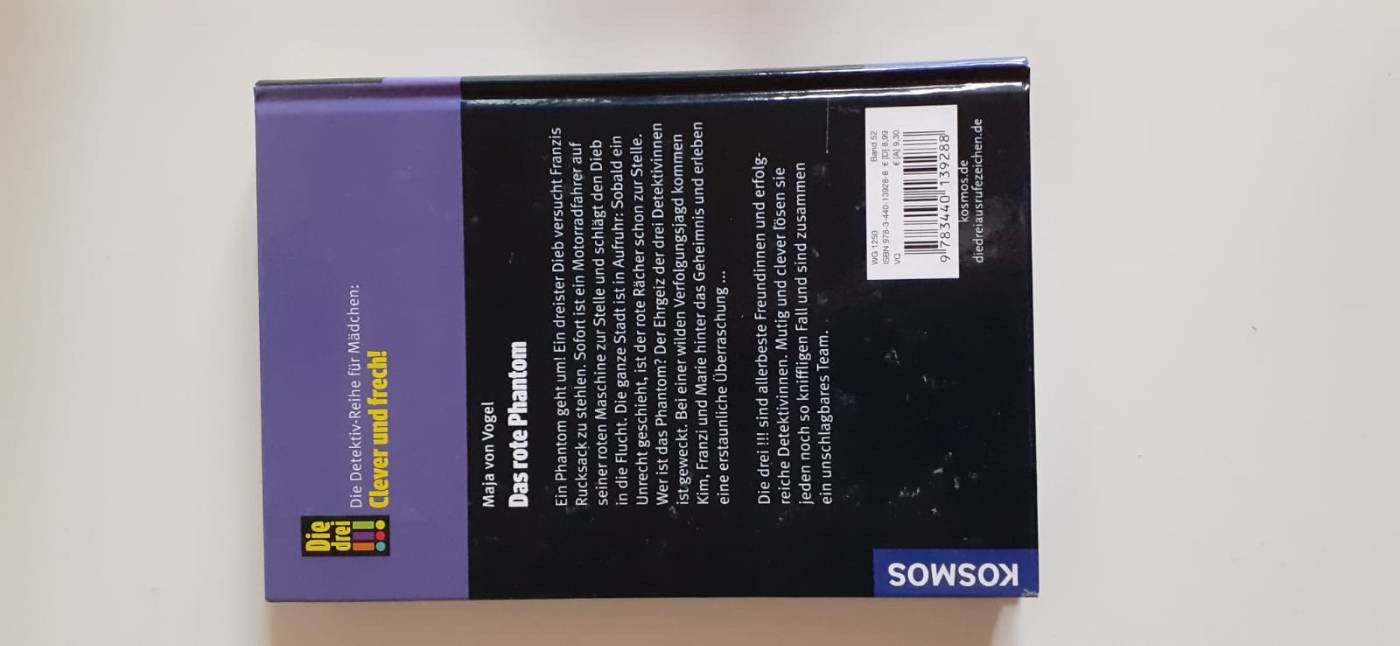 Die
drei
!!!
Die Detektiv-Reihe für Mädchen:
Clever und frech!
Maja von Vogel
Das rote Phantom
Ein Phantom geht um! Ein dreister Dieb versucht Franzis
Rucksack zu stehlen. Sofort ist ein Motorradfahrer auf
seiner roten Maschine zur Stelle und schlägt den Dieb
in die Flucht. Die ganze Stadt ist in Aufruhr: Sobald ein
Unrecht geschieht, ist der rote Rächer schon zur Stelle.
Wer ist das Phantom? Der Ehrgeiz der drei Detektivinnen
ist geweckt. Bei einer wilden Verfolgungsjagd kommen
Kim, Franzi und Marie hinter das Geheimnis und erleben
eine erstaunliche Überraschung ...
Die drei !!! sind allerbeste Freundinnen und erfolg-
reiche Detektivinnen. Mutig und clever lösen sie
jeden noch so kniffligen Fall und sind zusammen
ein unschlagbares Team.
KOSMOS
WG 1250 Band 52
ISBN 978-3-440-13928-8 € [D] 8,99
VQ € [A] 9,30
9 783440 139288
kosmos.de
diedreiausrufezeichen.de